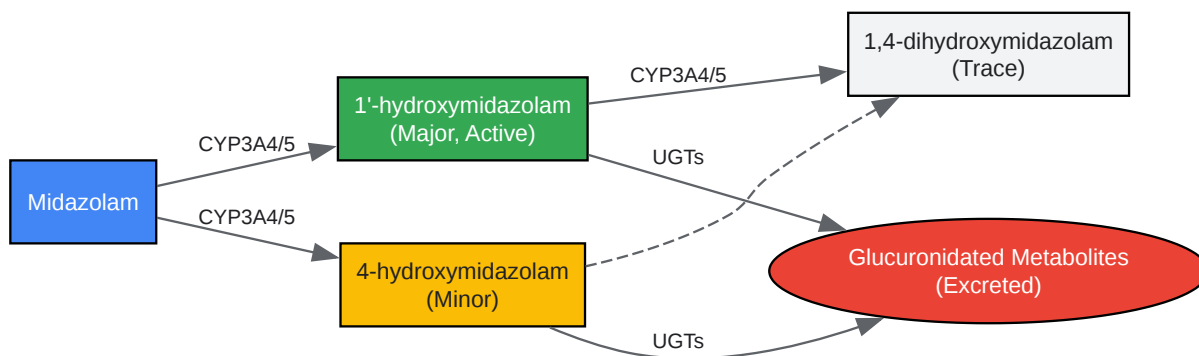 Midazolam
CYP3A4/5
CYP3A4/5
1'-hydroxymidazolam
(Major, Active)
4-hydroxymidazolam
(Minor)
CYP3A4/5
UGTs
UGTs
1,4-dihydroxymidazolam
(Trace)
Glucuronidated Metabolites
(Excreted)